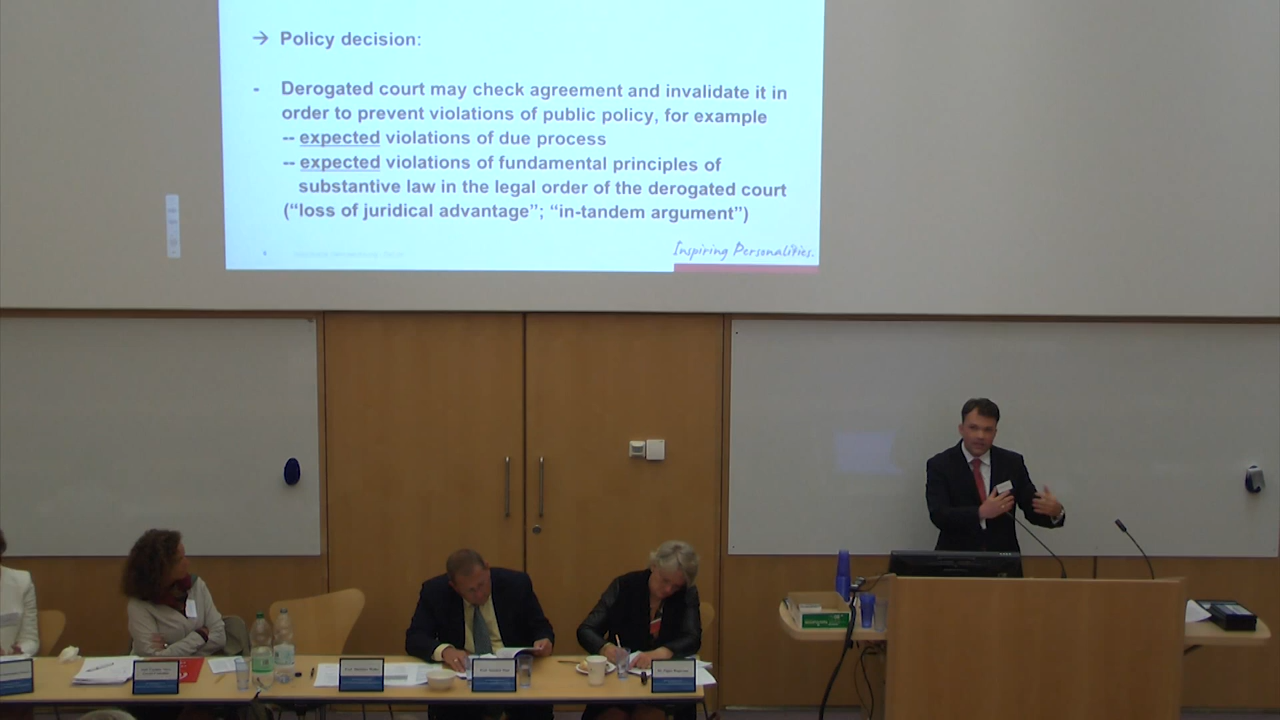 → Policy decision:
- Derogated court may check agreement and invalidate it in
order to prevent violations of public policy, for example
-- expected violations of due process
-- expected violations of fundamental principles of
substantive law in the legal order of the derogated court
(“loss of juridical advantage”; “in-tandem argument”)
Inspiring Personalities.